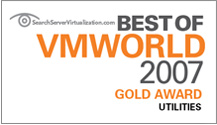 SearchServerVirtualization.com
BEST OF
VMWORLD
2007
GOLD AWARD
UTILITIES